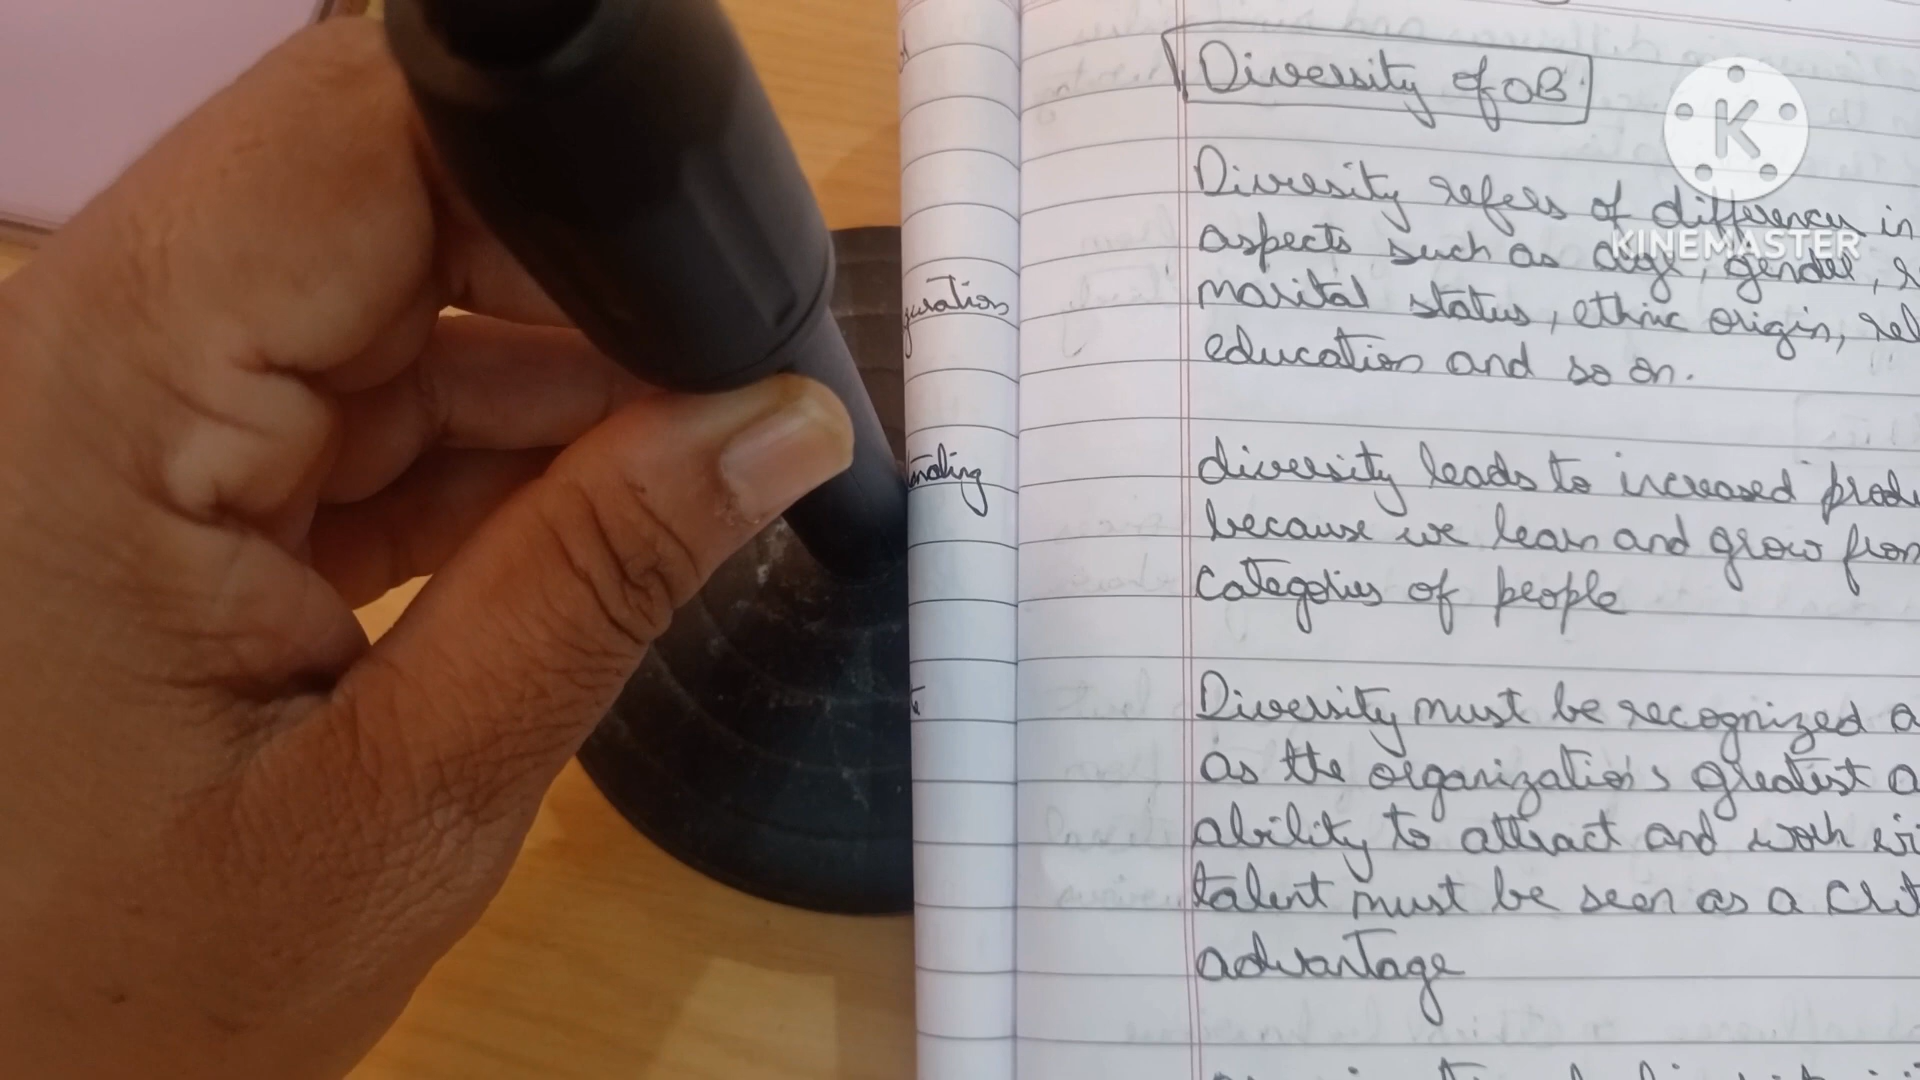 Diversity of OB
Diversity refers of differences in
aspects such as age, gender,
marital status, ethnic origin,
education and so on.
diversity leads to increased
because we learn and grow from
categories of people
Diversity must be recognized
as the organization's greatest
ability to attract and work
talent must be seen as a
advantage
K
KINEMASTER